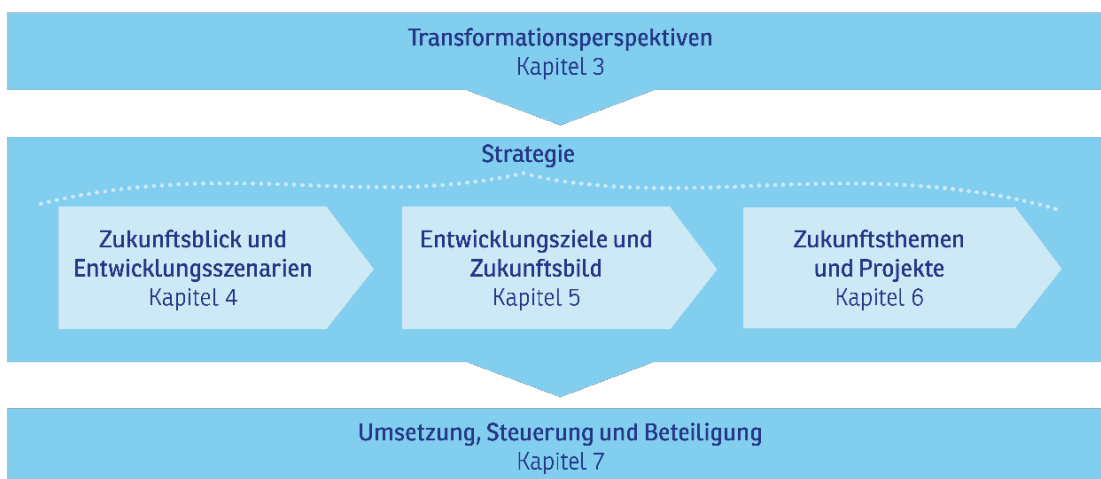 Transformationsperspektiven
Kapitel 3
Strategie
Zukunftsblick und
Entwicklungsszenarien
Kapitel 4
Entwicklungsziele und
Zukunftsbild
Kapitel 5
Zukunftsthemen
und Projekte
Kapitel 6
Umsetzung, Steuerung und Beteiligung
Kapitel 7